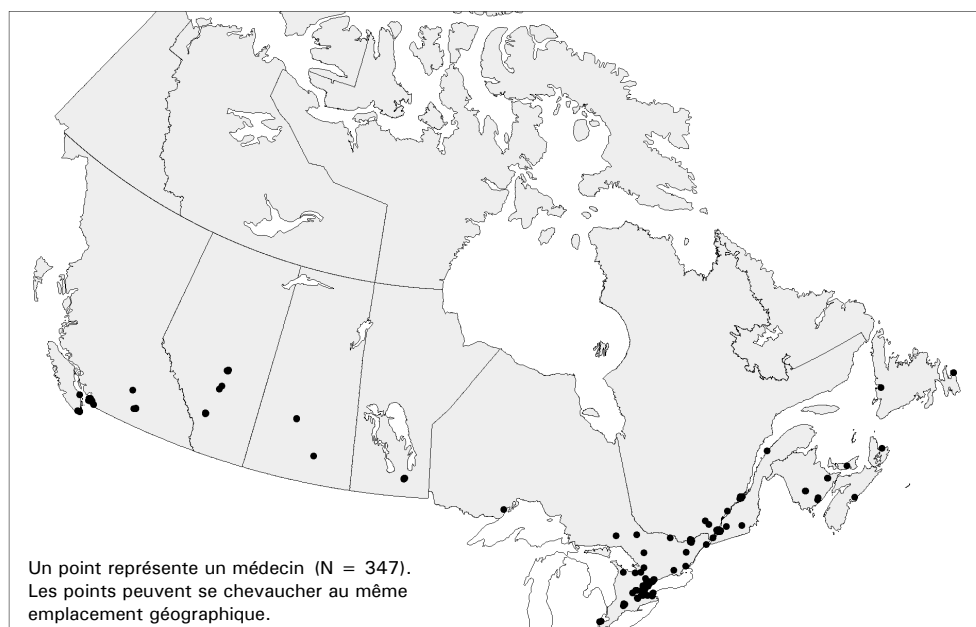 Un point représente un médecin (N = 347).
Les points peuvent se chevaucher au même
emplacement géographique.